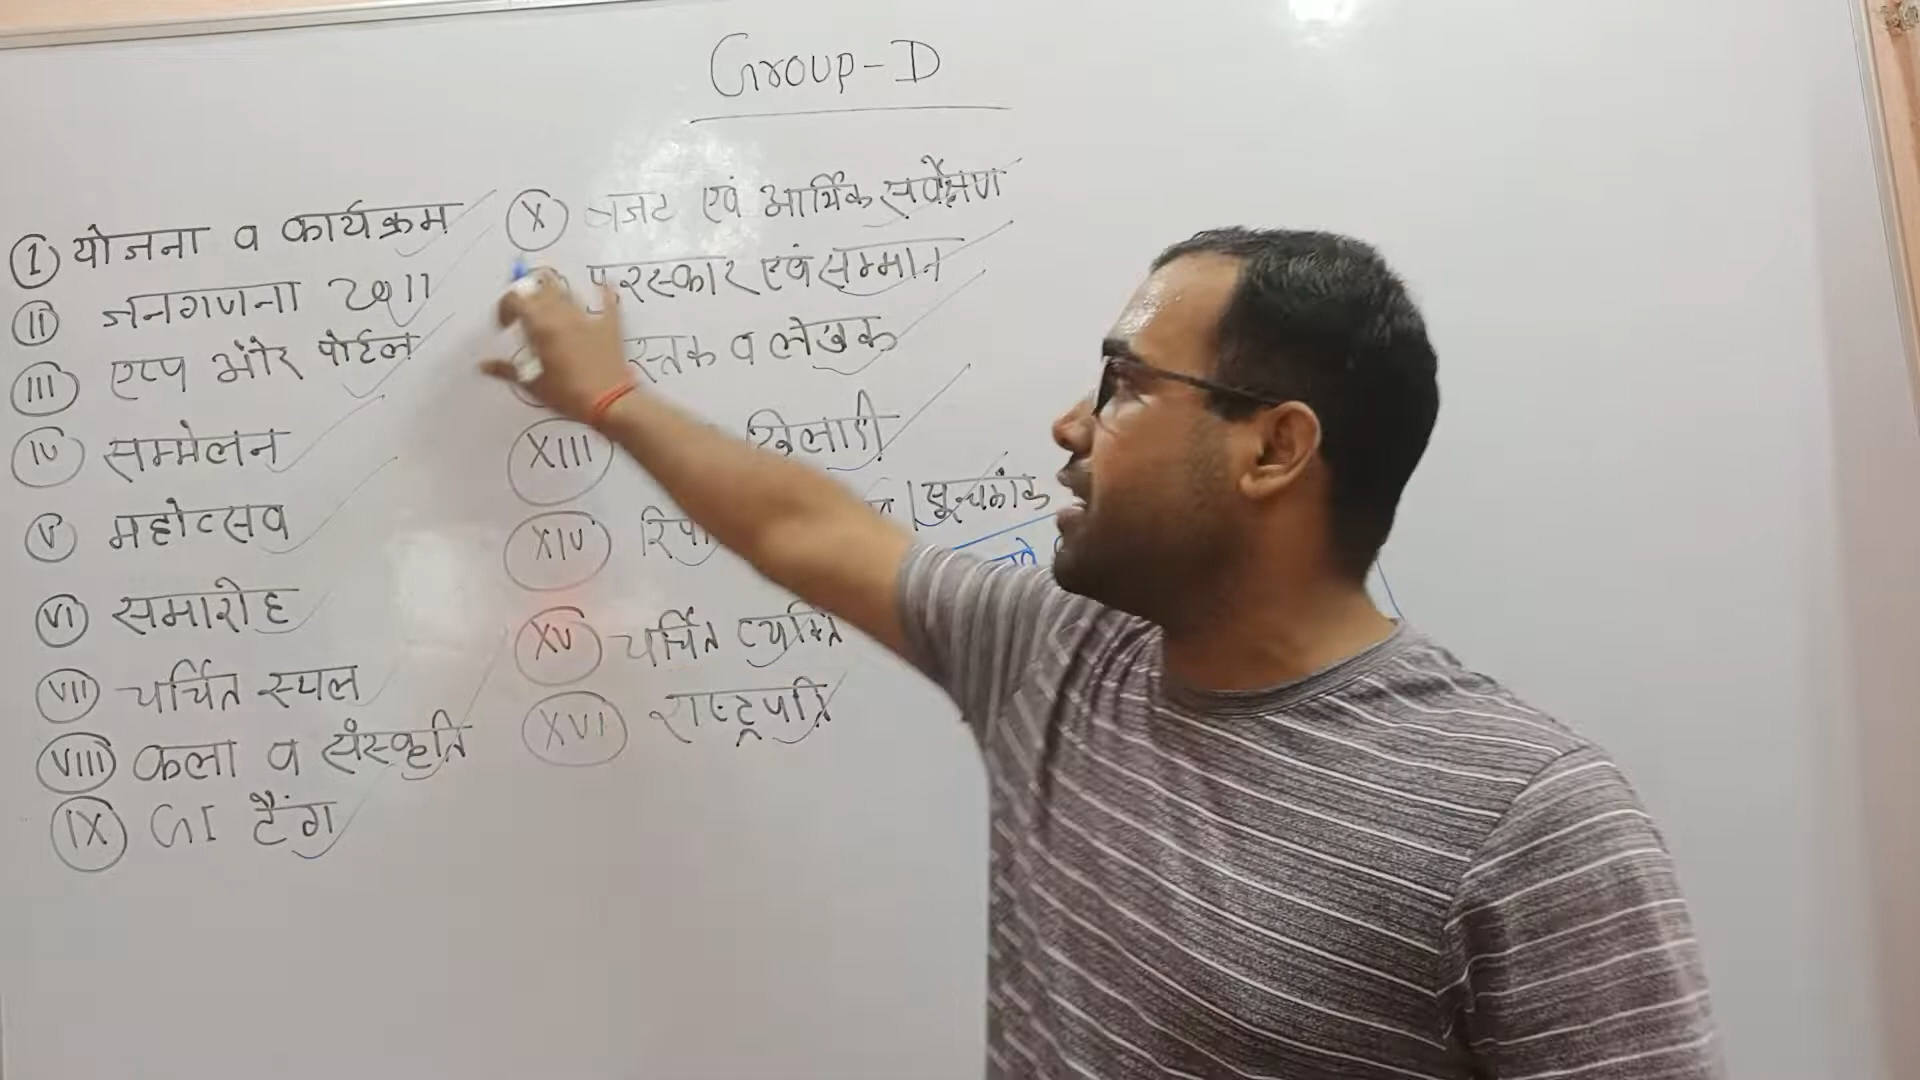 Group-D
① योजना व कार्यक्रम
Ⅱ जनगणना 2011
Ⅲ एप्प और पोर्टल
Ⅳ सम्मेलन
Ⅴ महोत्सव
Ⅵ समारोह
Ⅶ चर्चित स्थल
Ⅷ कला व संस्कृति
Ⅸ GI टैग
Ⅹ बजट एवं आर्थिक सर्वेक्षण
पुरस्कार एवं सम्मान
व लेखक
XIII खिलाड़ी
XIV | सूचकांक
XV चर्चित व्यक्ति
XVI राष्ट्रपति